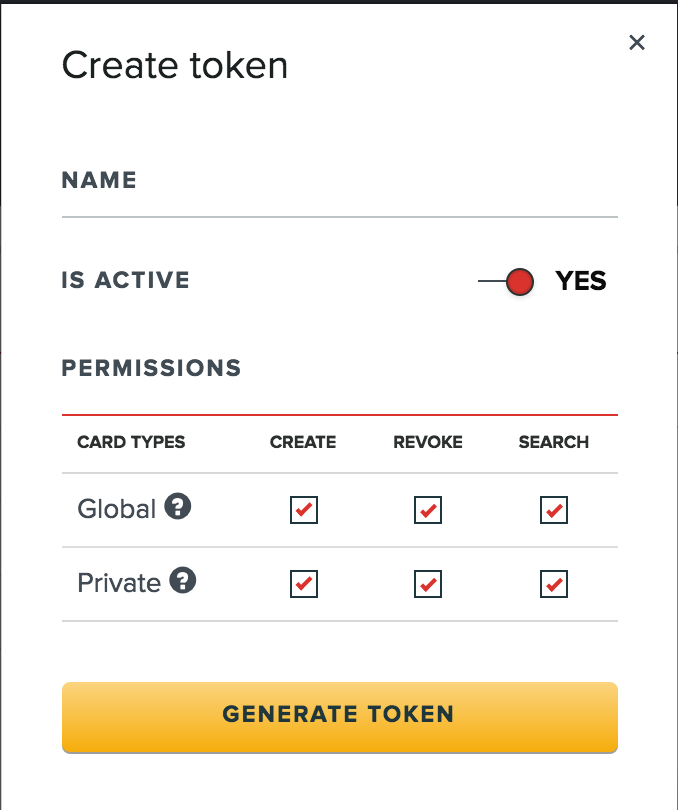 Create token
NAME
IS ACTIVE YES
PERMISSIONS
CARD TYPES CREATE REVOKE SEARCH
Global ?
Private ?
GENERATE TOKEN